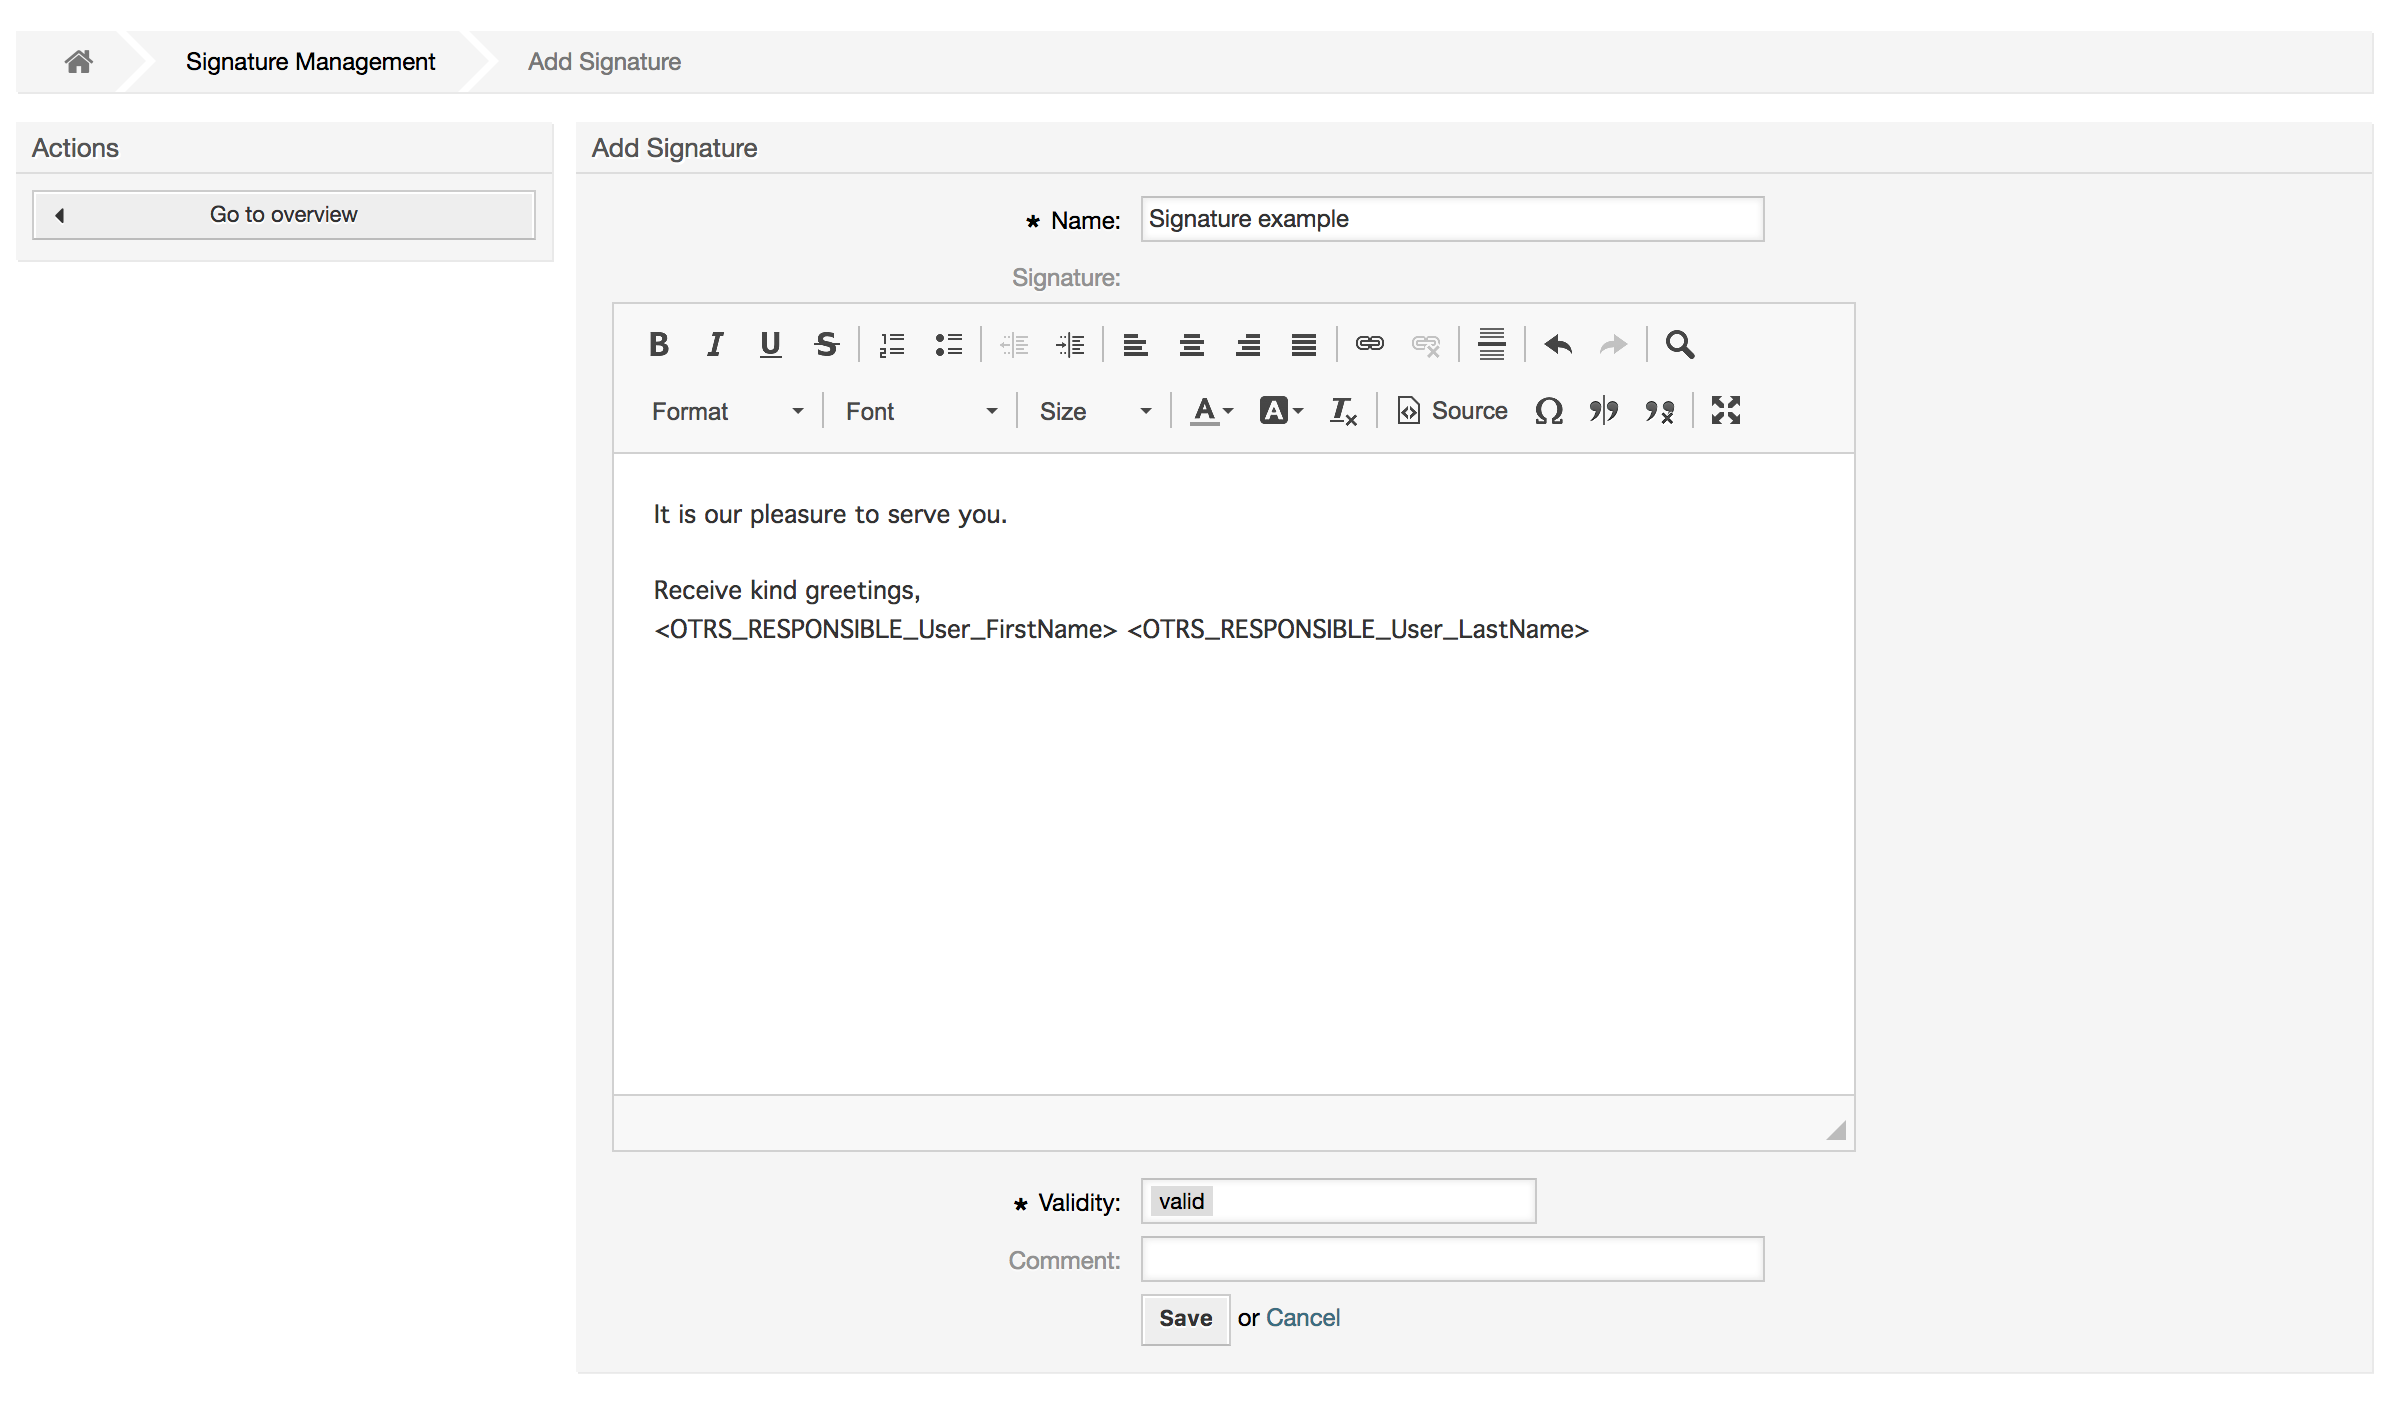 Signature Management Add Signature
Actions
Go to overview
Add Signature
* Name: Signature example
Signature:
B I U S
Format Font Size A A Tx Source Ω
It is our pleasure to serve you.
Receive kind greetings,
<OTRS_RESPONSIBLE_User_FirstName> <OTRS_RESPONSIBLE_User_LastName>
* Validity: valid
Comment:
Save or Cancel